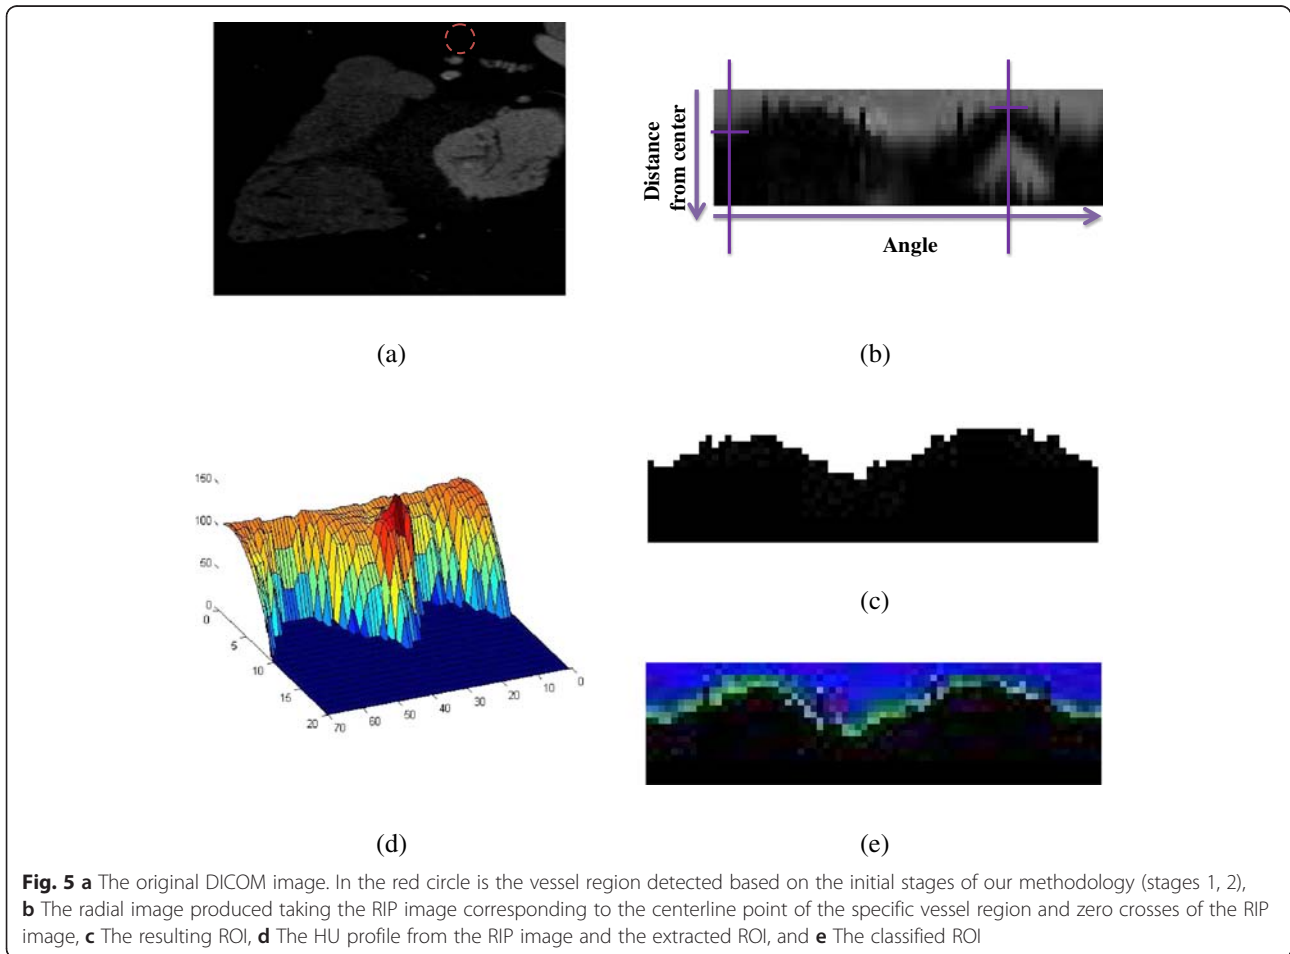 Distance
from center
Angle
(a)
(b)
150
100
50
0
0
5
10
15
20
70
60
50
40
30
20
10
0
(c)
(d)
(e)
Fig. 5 a The original DICOM image. In the red circle is the vessel region detected based on the initial stages of our methodology (stages 1, 2),
b The radial image produced taking the RIP image corresponding to the centerline point of the specific vessel region and zero crosses of the RIP
image, c The resulting ROI, d The HU profile from the RIP image and the extracted ROI, and e The classified ROI